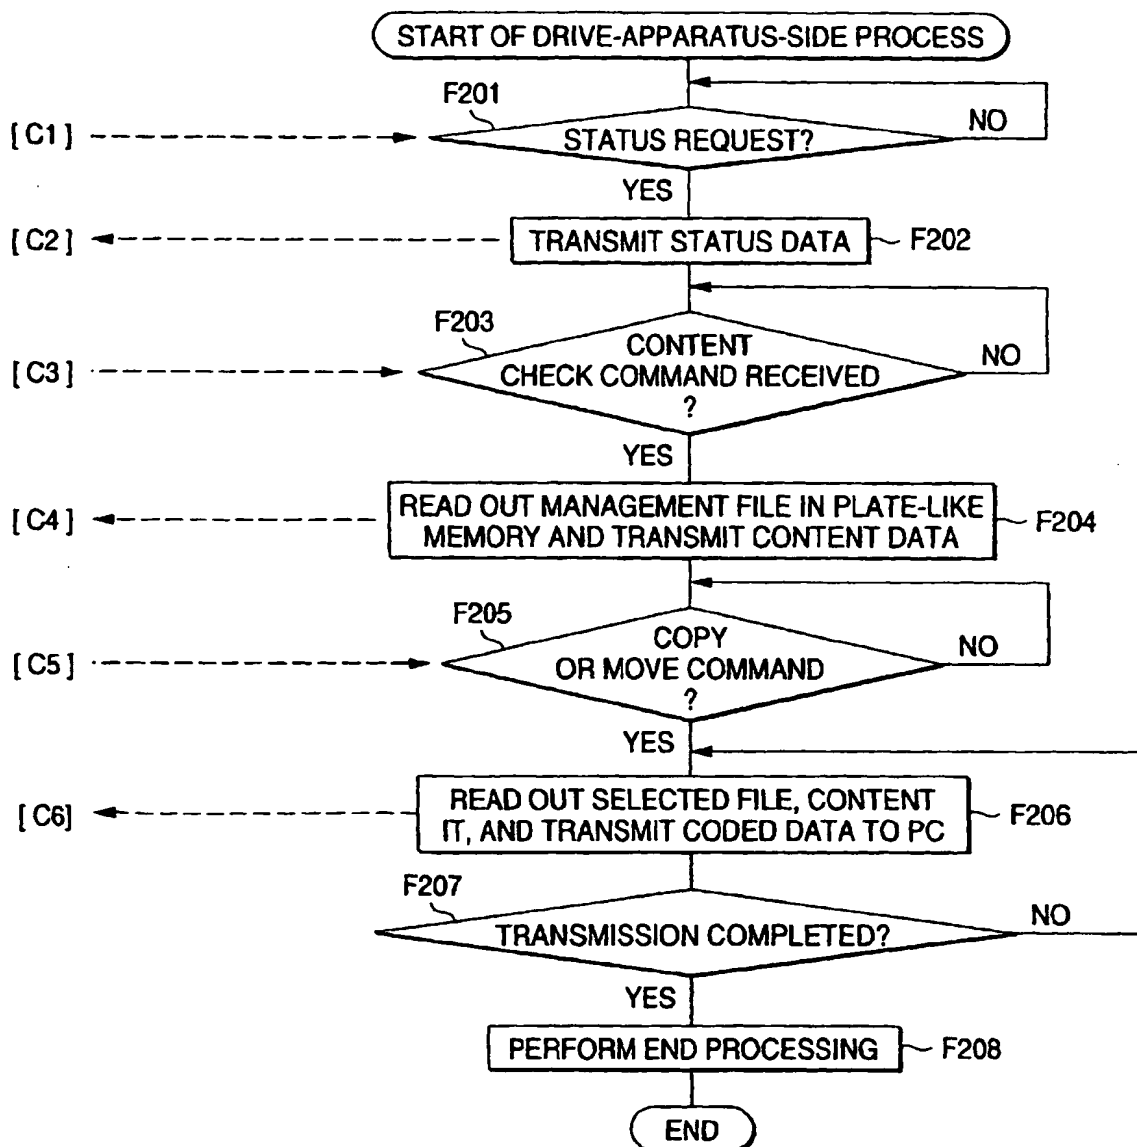 START OF DRIVE-APPARATUS-SIDE PROCESS
F201
[C1]
STATUS REQUEST?
NO
YES
[C2]
TRANSMIT STATUS DATA
F202
F203
[C3]
CONTENT
CHECK COMMAND RECEIVED
?
NO
YES
[C4]
READ OUT MANAGEMENT FILE IN PLATE-LIKE
MEMORY AND TRANSMIT CONTENT DATA
F204
F205
[C5]
COPY
OR MOVE COMMAND
?
NO
YES
[C6]
READ OUT SELECTED FILE, CONTENT
IT, AND TRANSMIT CODED DATA TO PC
F206
F207
TRANSMISSION COMPLETED?
NO
YES
PERFORM END PROCESSING
F208
END